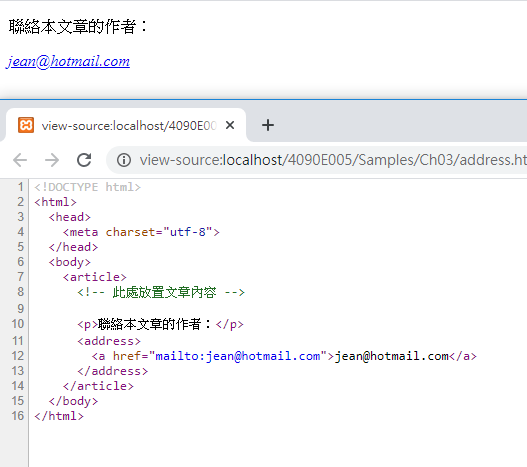 聯絡本文章的作者：
jean@hotmail.com
view-source:localhost/4090E00
view-source:localhost/4090E005/Samples/Ch03/address.ht
1 <!DOCTYPE html>
2 <html>
3 <head>
4 <meta charset="utf-8">
5 </head>
6 <body>
7 <article>
8 <!-- 此處放置文章內容 -->
9
10 <p>聯絡本文章的作者：</p>
11 <address>
12 <a href="mailto:jean@hotmail.com">jean@hotmail.com</a>
13 </address>
14 </article>
15 </body>
16 </html>